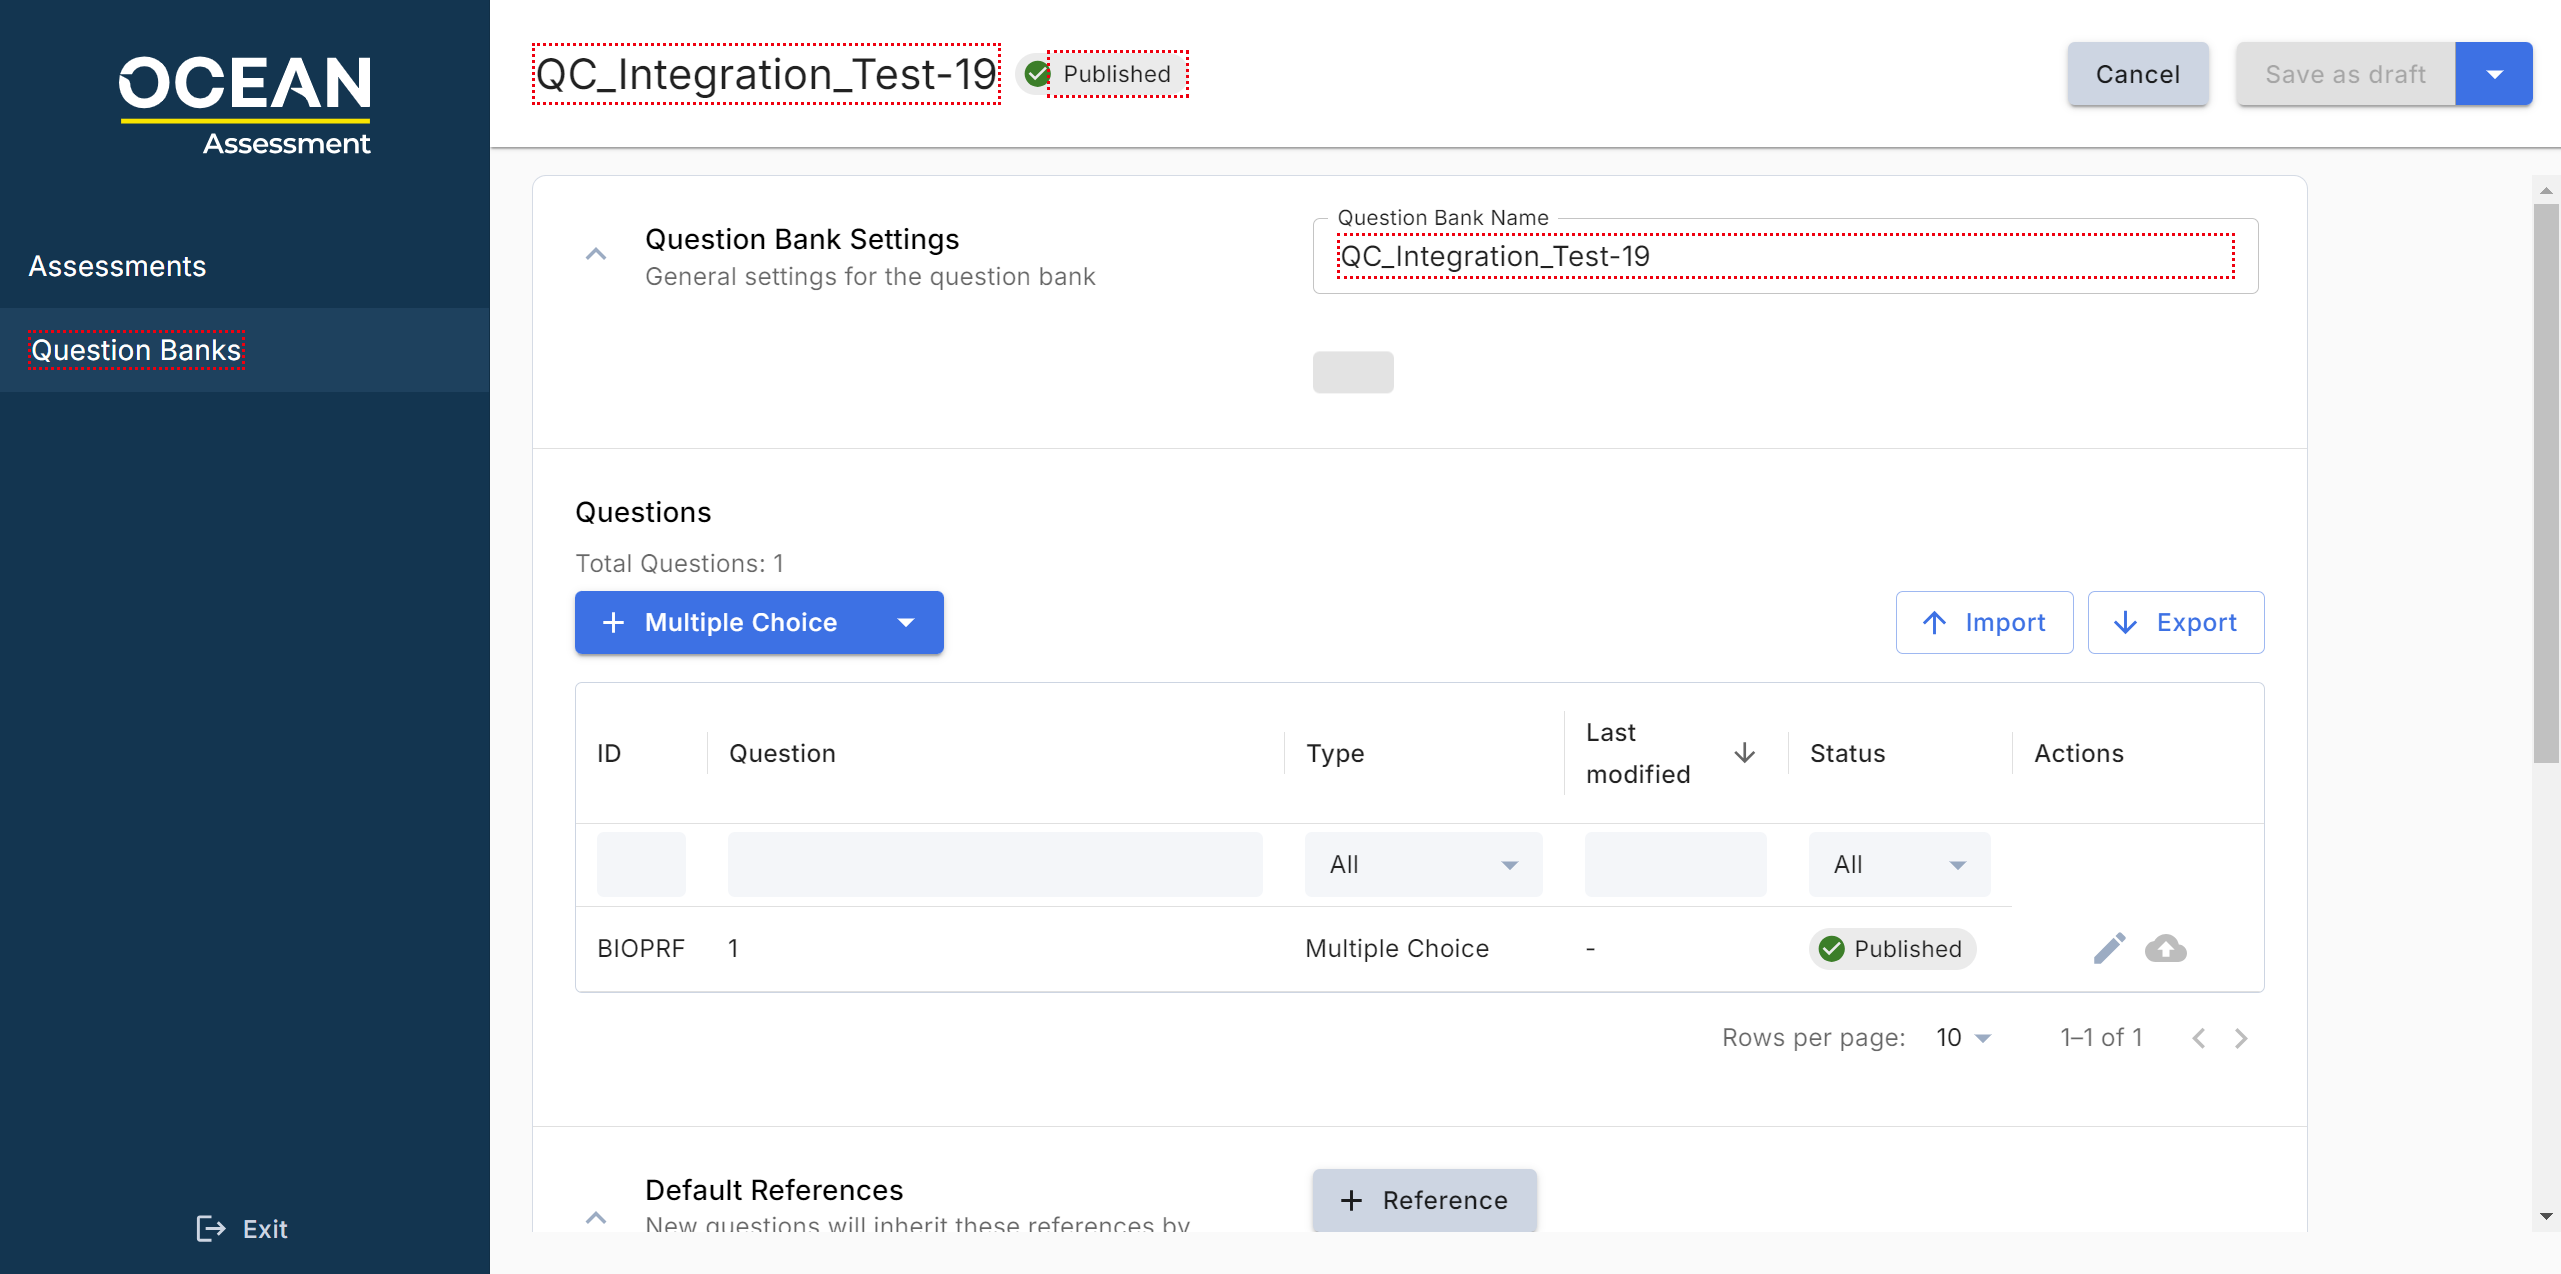 OCEAN
Assessment
Assessments
Question Banks
Exit
QC_Integration_Test-19
Published
Cancel
Save as draft
Question Bank Settings
General settings for the question bank
Question Bank Name
QC_Integration_Test-19
Questions
Total Questions: 1
Multiple Choice
Import
Export
ID
Question
Type
Last modified
Status
Actions
All
All
BIOPRF
1
Multiple Choice
-
Published
Rows per page:
10
1–1 of 1
Default References
New questions will inherit these references by
Reference